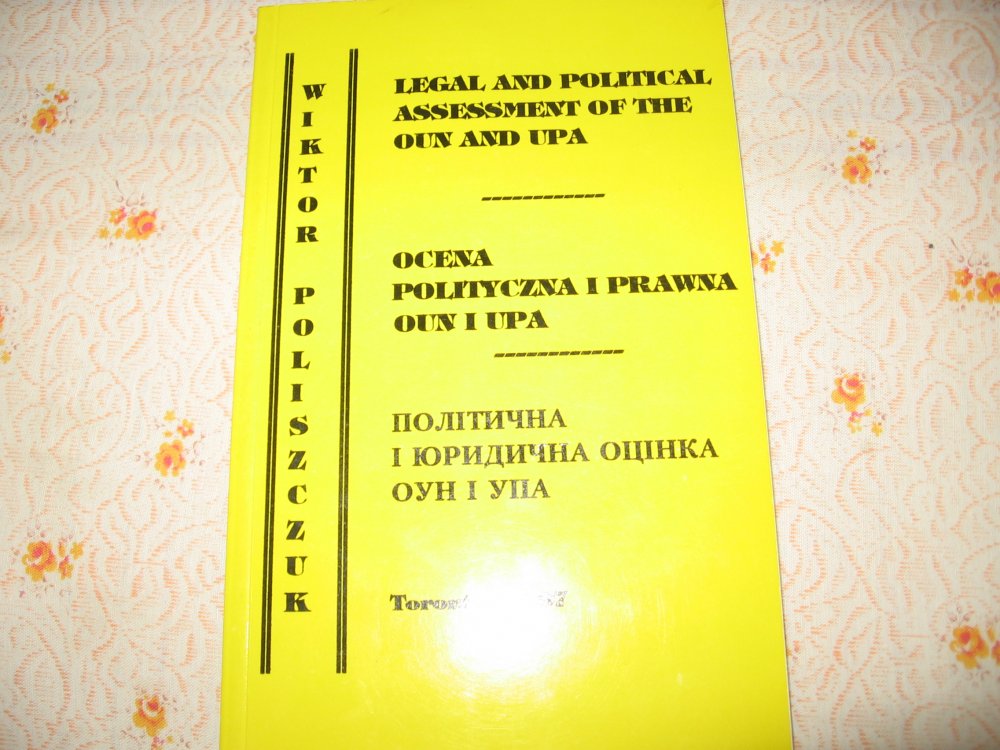 WIKTOR POLISZCZUK
LEGAL AND POLITICAL
ASSESSMENT OF THE
OUN AND UPA
OCENA
POLITYCZNA I PRAWNA
OUN I UPA
ПОЛІТИЧНА
І ЮРИДИЧНА ОЦІНКА
ОУН І УПА